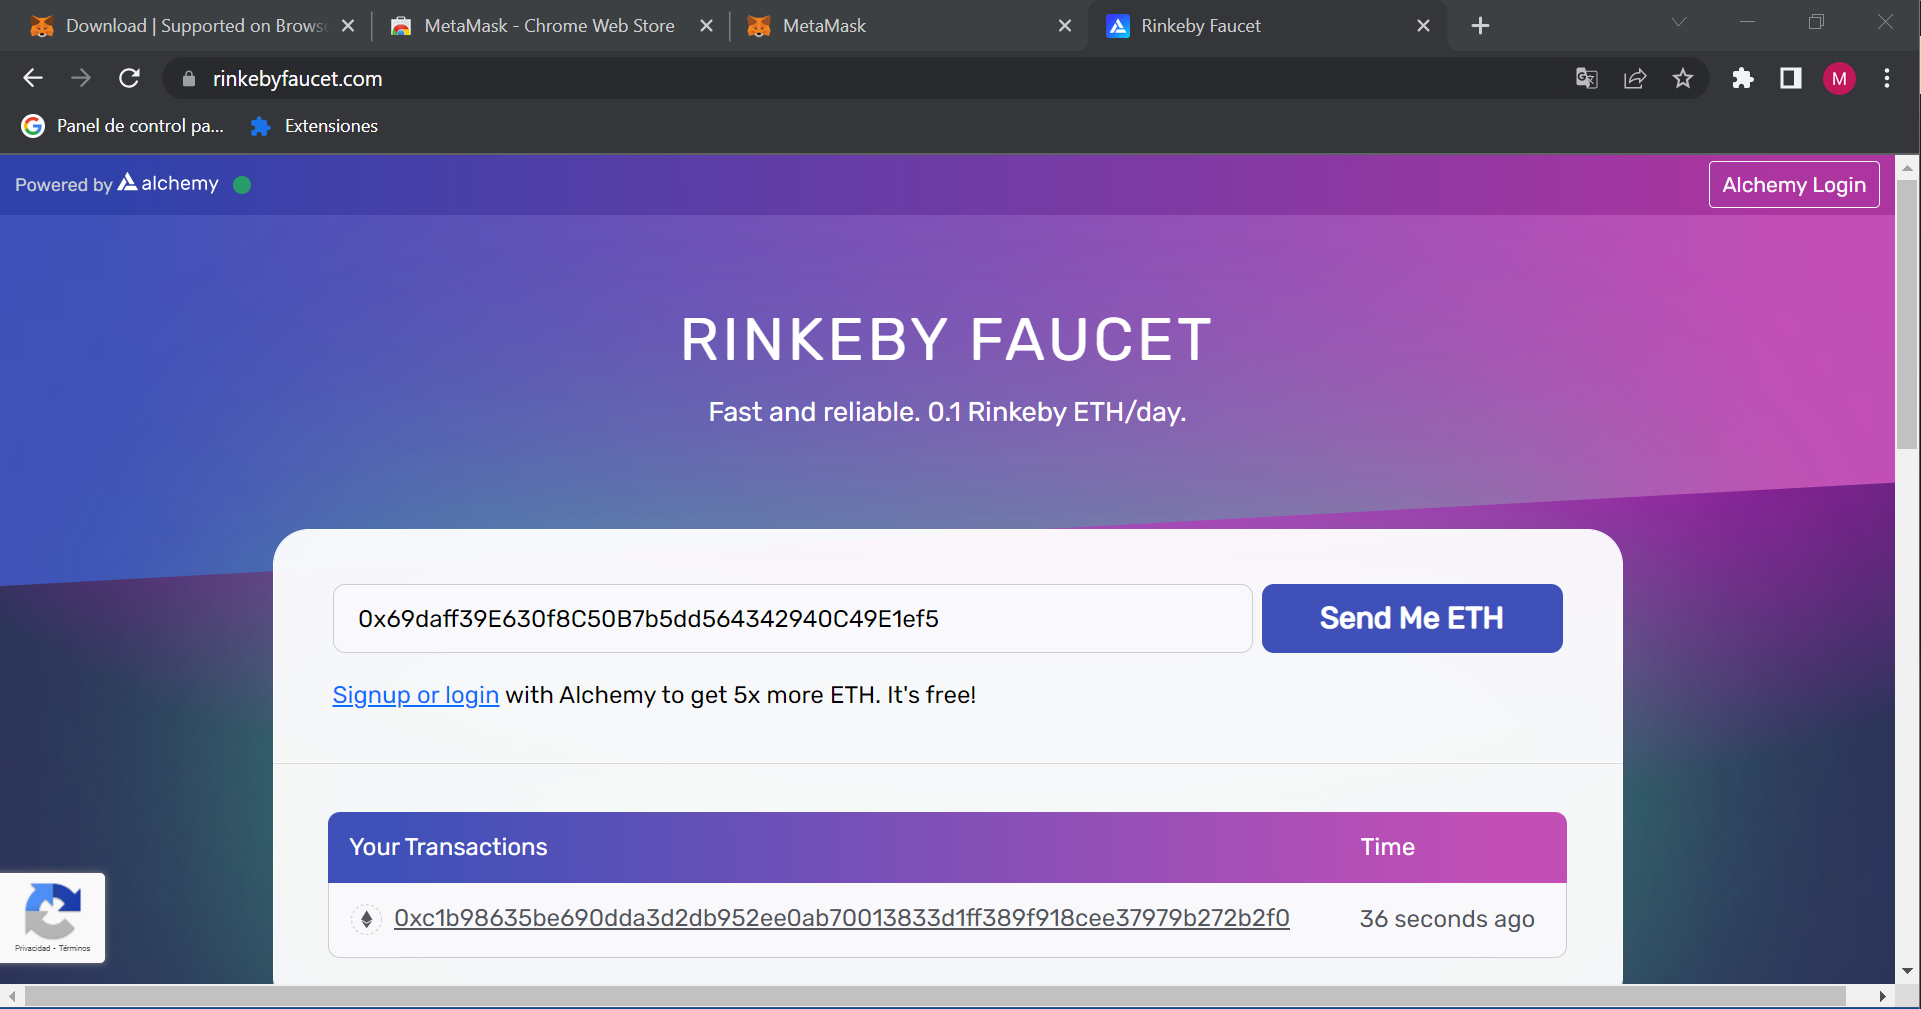 Download | Supported on Browse
MetaMask - Chrome Web Store
MetaMask
Rinkeby Faucet
rinkebyfaucet.com
M
Panel de control pa...
Extensiones
Powered by alchemy
Alchemy Login
RINKEBY FAUCET
Fast and reliable. 0.1 Rinkeby ETH/day.
0x69daff39E630f8C50B7b5dd564342940C49E1ef5
Send Me ETH
Signup or login with Alchemy to get 5x more ETH. It's free!
Your Transactions
Time
0xc1b98635be690dda3d2db952ee0ab70013833d1ff389f918cee37979b272b2f0
36 seconds ago
Privacidad - Términos